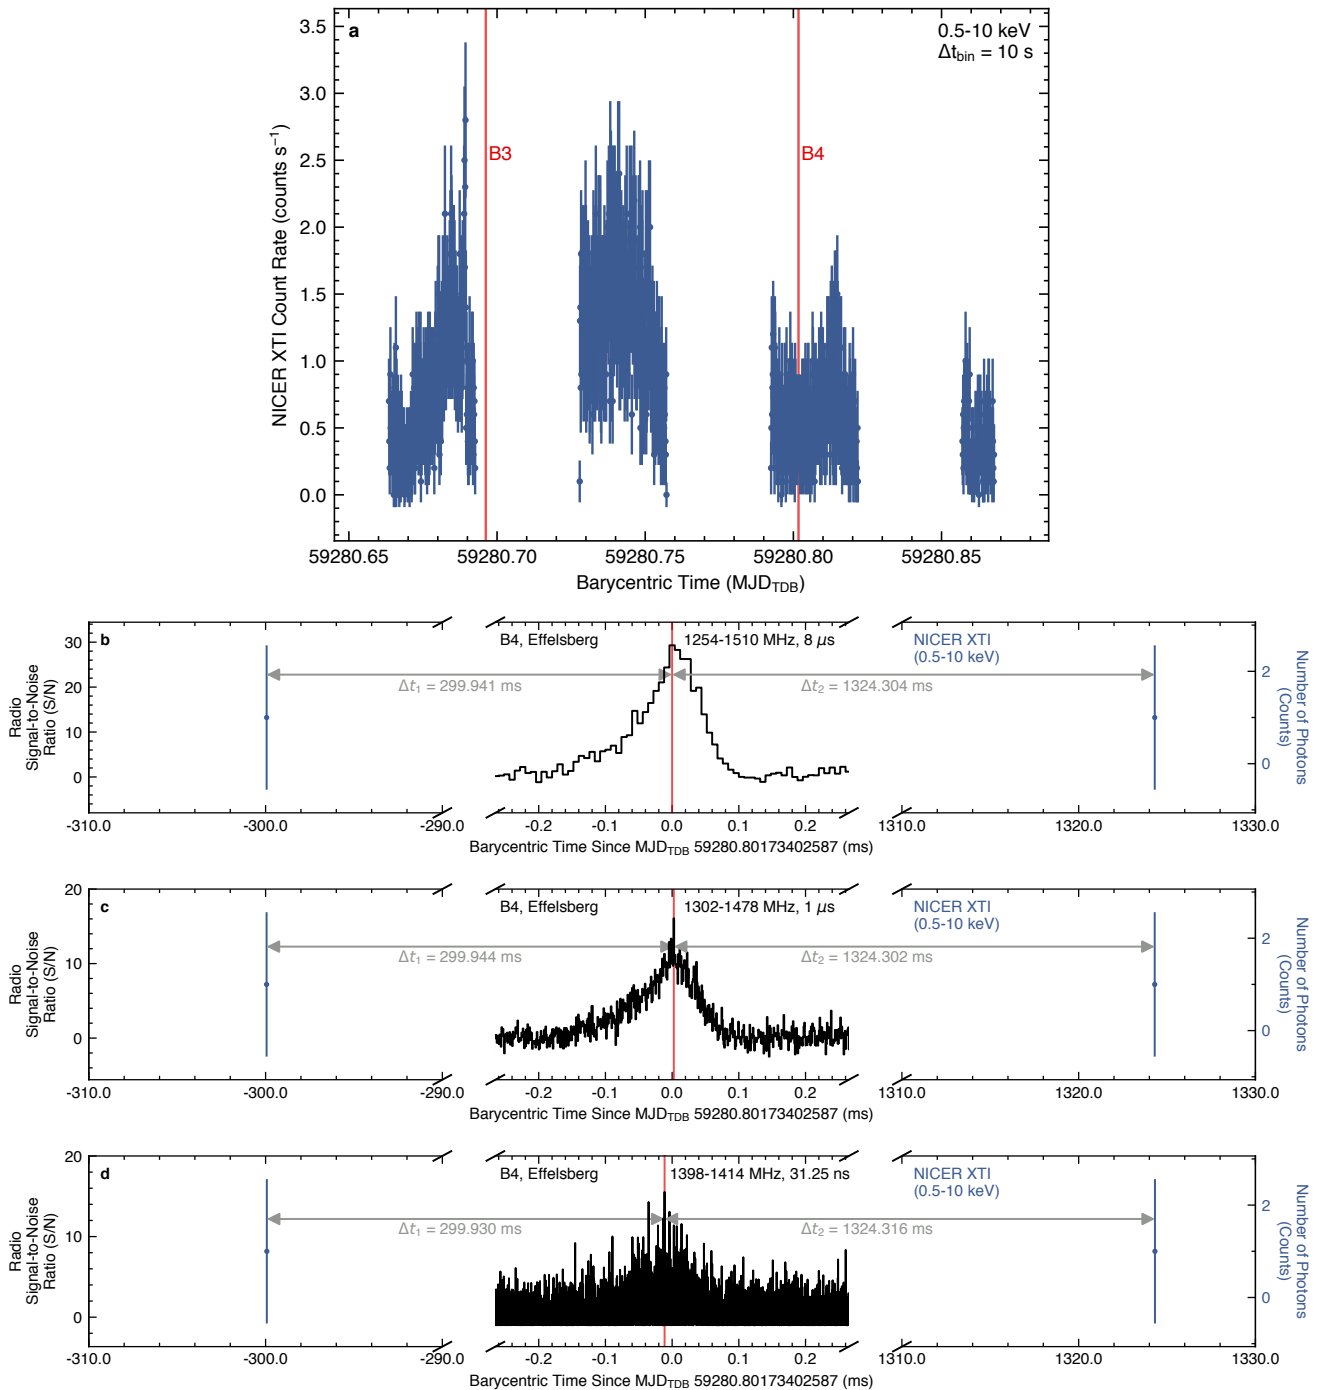 a
0.5-10 keV
Δt_bin = 10 s
B3
B4
3.5
3.0
2.5
2.0
1.5
1.0
0.5
0.0
NICER XTI Count Rate (counts s⁻¹)
59280.65 59280.70 59280.75 59280.80 59280.85
Barycentric Time (MJD_TDB)
b
B4, Effelsberg
1254-1510 MHz, 8 μs
NICER XTI
(0.5-10 keV)
Δt₁ = 299.941 ms
Δt₂ = 1324.304 ms
30
20
10
0
Radio
Signal-to-Noise
Ratio (S/N)
2
0
Number of Photons
(Counts)
-310.0 -300.0 -290.0 -0.2 -0.1 0.0 0.1 0.2 1310.0 1320.0 1330.0
Barycentric Time Since MJD_TDB 59280.80173402587 (ms)
c
B4, Effelsberg
1302-1478 MHz, 1 μs
NICER XTI
(0.5-10 keV)
Δt₁ = 299.944 ms
Δt₂ = 1324.302 ms
20
10
0
Radio
Signal-to-Noise
Ratio (S/N)
2
0
Number of Photons
(Counts)
-310.0 -300.0 -290.0 -0.2 -0.1 0.0 0.1 0.2 1310.0 1320.0 1330.0
Barycentric Time Since MJD_TDB 59280.80173402587 (ms)
d
B4, Effelsberg
1398-1414 MHz, 31.25 ns
NICER XTI
(0.5-10 keV)
Δt₁ = 299.930 ms
Δt₂ = 1324.316 ms
20
10
0
Radio
Signal-to-Noise
Ratio (S/N)
2
0
Number of Photons
(Counts)
-310.0 -300.0 -290.0 -0.2 -0.1 0.0 0.1 0.2 1310.0 1320.0 1330.0
Barycentric Time Since MJD_TDB 59280.80173402587 (ms)